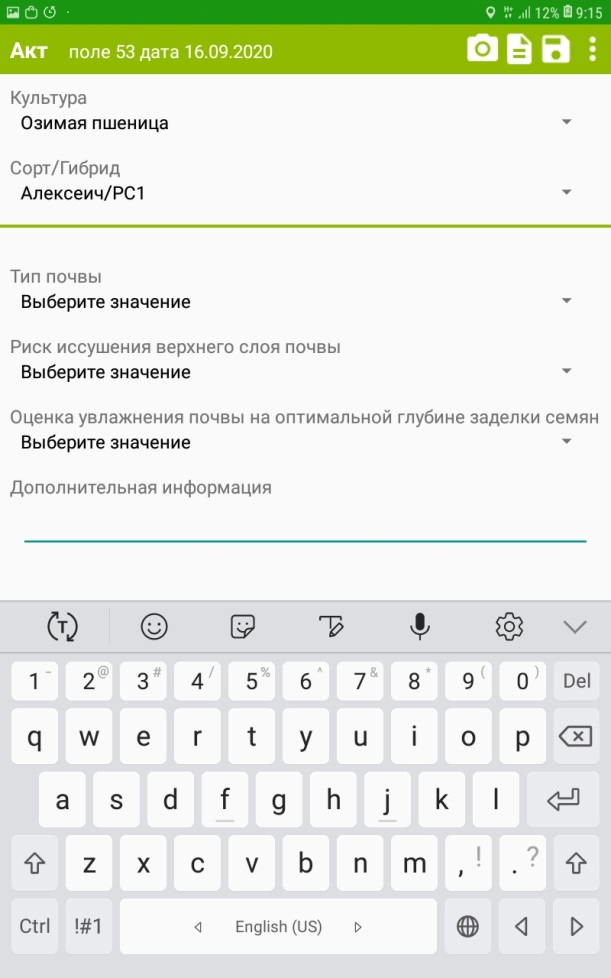 12% 9:15
Акт поле 53 дата 16.09.2020
Культура
Озимая пшеница
Сорт/Гибрид
Алексеич/РС1
Тип почвы
Выберите значение
Риск иссушения верхнего слоя почвы
Выберите значение
Оценка увлажнения почвы на оптимальной глубине заделки семян
Выберите значение
Дополнительная информация
T T
1 - 2 @ 3 # 4 / 5 % 6 ^ 7 & 8 * 9 ( 0 ) Del
q w e r t y u i o p
a s d f g h j k l
z x c v b n m , ! . ?
Ctrl !#1 English (US)